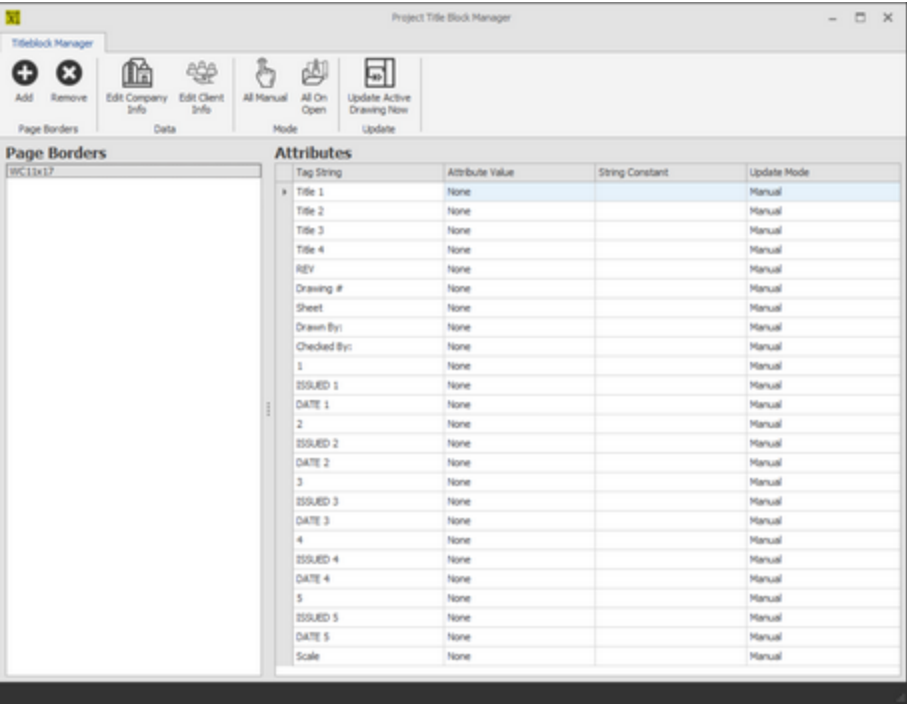 Project Title Block Manager
Titleblock Manager
Add Remove Edit Company Info Edit Client Info All Manual All On Open Update Active Drawing Now
Page Borders Data Mode Update
Page Borders Attributes
WC11x17
Tag String Attribute Value String Constant Update Mode
Title 1 None Manual
Title 2 None Manual
Title 3 None Manual
Title 4 None Manual
REV None Manual
Drawing # None Manual
Sheet None Manual
Drawn By: None Manual
Checked By: None Manual
1 None Manual
ISSUED 1 None Manual
DATE 1 None Manual
2 None Manual
ISSUED 2 None Manual
DATE 2 None Manual
3 None Manual
ISSUED 3 None Manual
DATE 3 None Manual
4 None Manual
ISSUED 4 None Manual
DATE 4 None Manual
5 None Manual
ISSUED 5 None Manual
DATE 5 None Manual
Scale None Manual